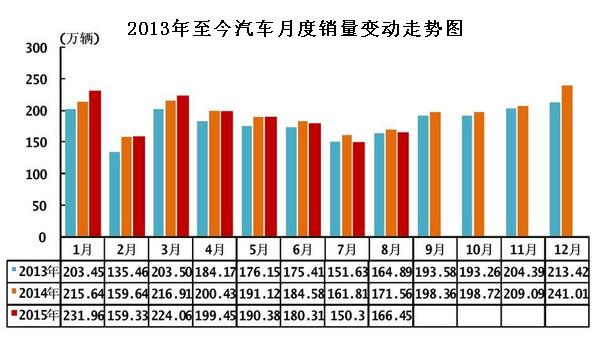 2013年至今汽车月度销量变动走势图
(万辆)
300
250
200
150
100
50
0
1月 2月 3月 4月 5月 6月 7月 8月 9月 10月 11月 12月
2013年 203.45 135.46 203.50 184.17 176.15 175.41 151.63 164.89 193.58 193.26 204.39 213.42
2014年 215.64 159.64 216.91 200.43 191.12 184.58 161.81 171.56 198.36 198.72 209.09 241.01
2015年 231.96 159.33 224.06 199.45 190.38 180.31 150.3 166.45